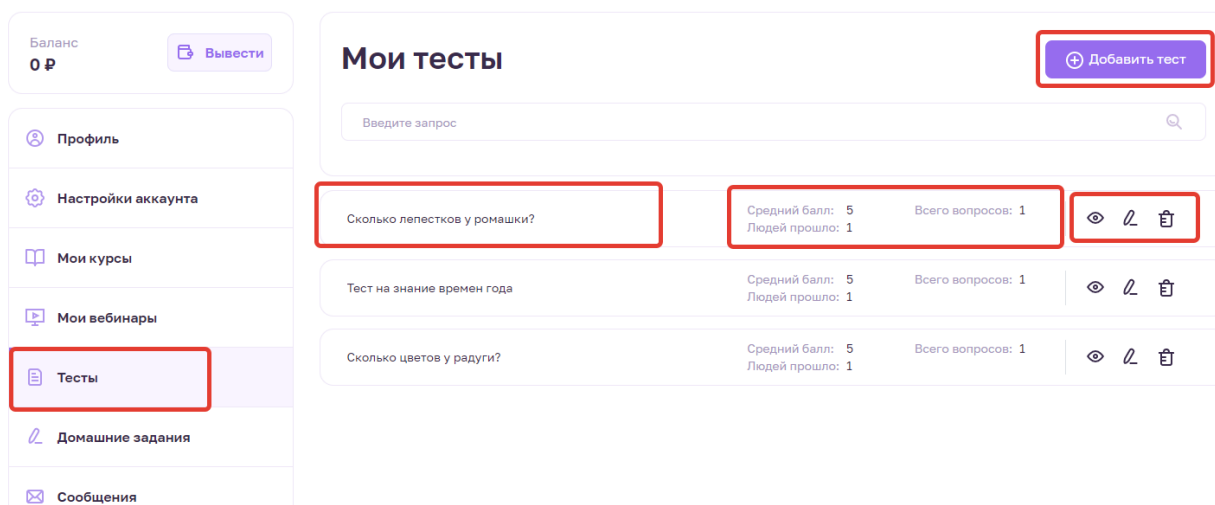 Баланс
0 ₽
Вывести
Профиль
Настройки аккаунта
Мои курсы
Мои вебинары
Тесты
Домашние задания
Сообщения
Мои тесты
Добавить тест
Введите запрос
Сколько лепестков у ромашки?
Средний балл: 5
Людей прошло: 1
Всего вопросов: 1
Тест на знание времен года
Средний балл: 5
Людей прошло: 1
Всего вопросов: 1
Сколько цветов у радуги?
Средний балл: 5
Людей прошло: 1
Всего вопросов: 1